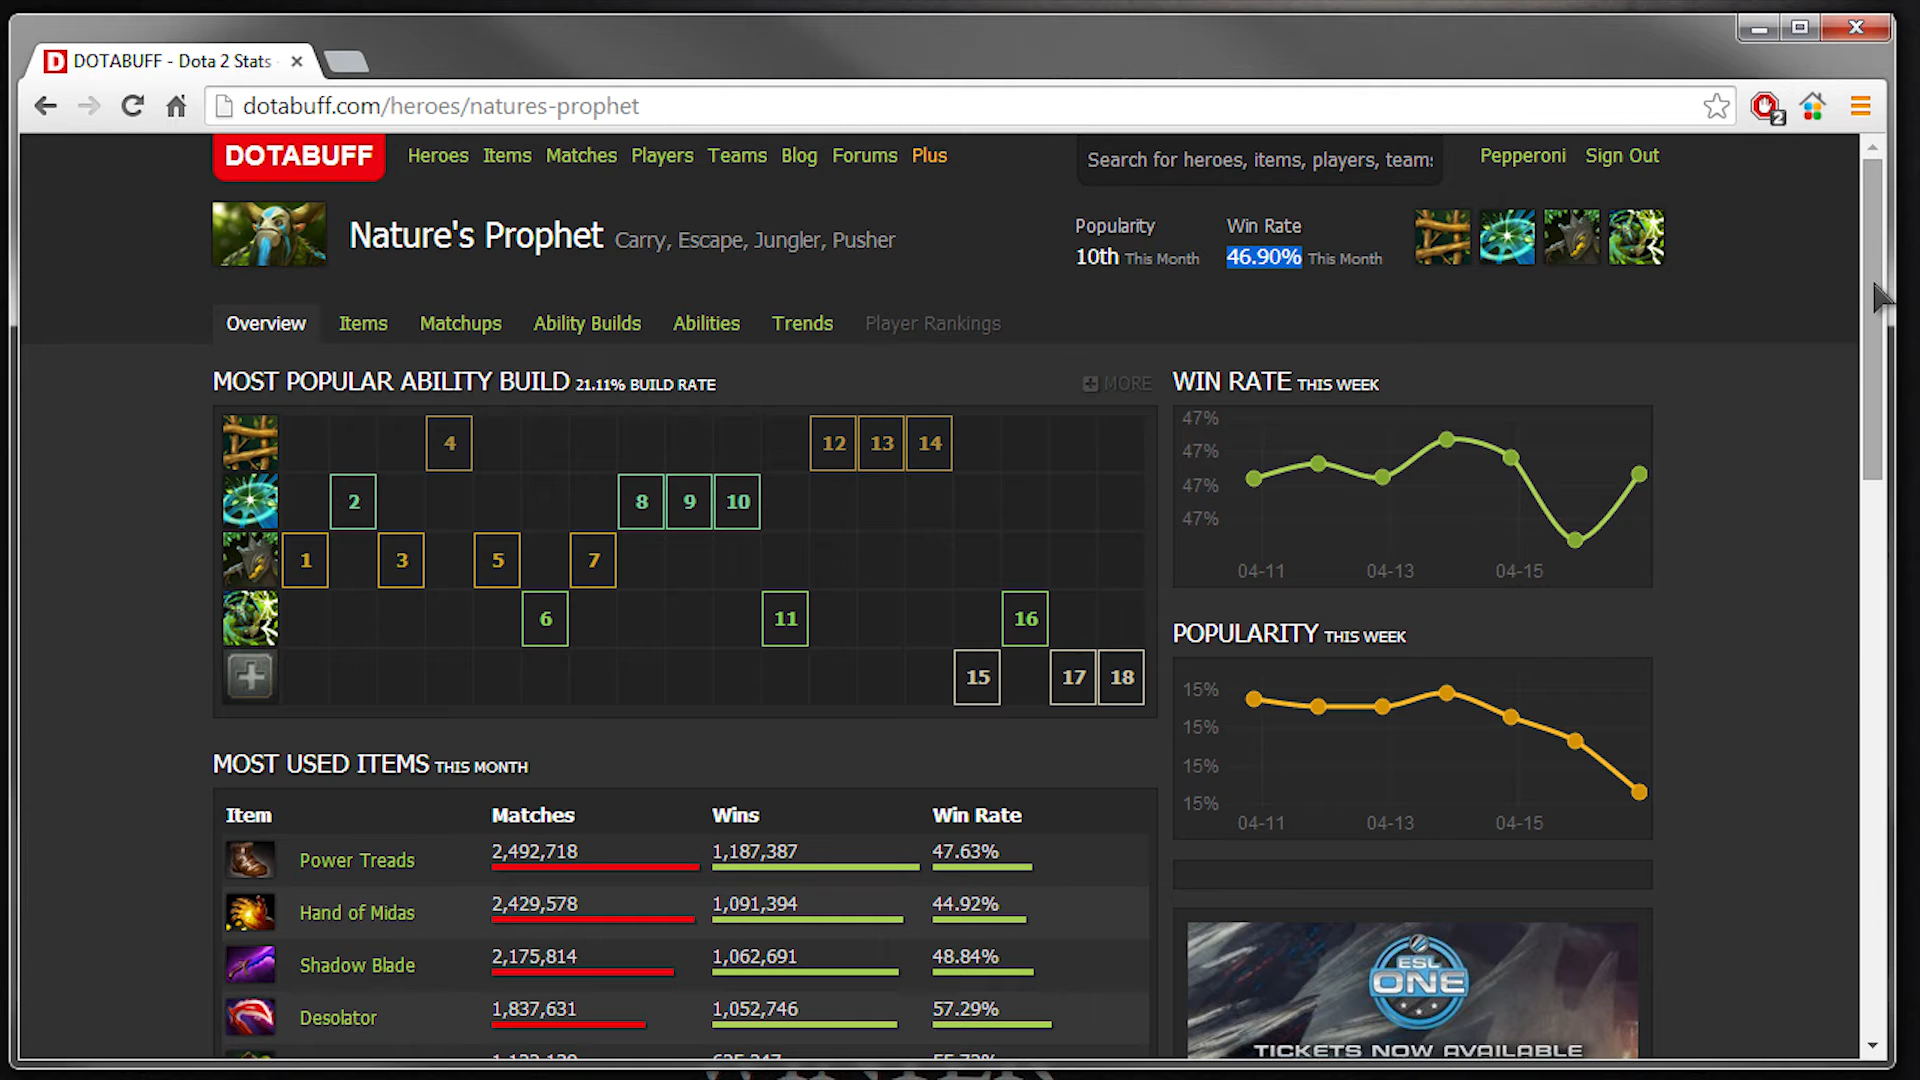 DOTABUFF - Dota 2 Stats
dotabuff.com/heroes/natures-prophet
2
DOTABUFF Heroes Items Matches Players Teams Blog Forums Plus Search for heroes, items, players, teams Pepperoni Sign Out
Nature's Prophet Carry, Escape, Jungler, Pusher
Popularity Win Rate
10th This Month 46.90% This Month
Overview Items Matchups Ability Builds Abilities Trends Player Rankings
MOST POPULAR ABILITY BUILD 21.11% BUILD RATE MORE
4 12 13 14
2 8 9 10
1 3 5 7
6 11 16
15 17 18
WIN RATE THIS WEEK
47%
47%
47%
47%
04-11 04-13 04-15
POPULARITY THIS WEEK
15%
15%
15%
15%
04-11 04-13 04-15
MOST USED ITEMS THIS MONTH
Item Matches Wins Win Rate
Power Treads 2,492,718 1,187,387 47.63%
Hand of Midas 2,429,578 1,091,394 44.92%
Shadow Blade 2,175,814 1,062,691 48.84%
Desolator 1,837,631 1,052,746 57.29%
ESL
ONE
TICKETS NOW AVAILABLE